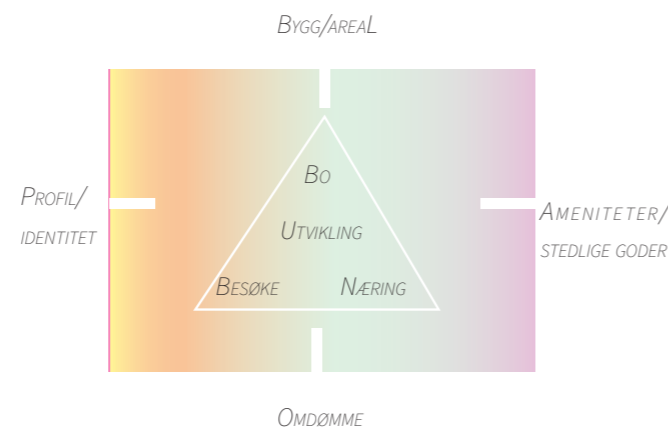 BYGG/AREAL
BO
PROFIL/
IDENTITET
AMENITETER/
STEDLIGE GODER
UTVIKLING
BESØKE NÆRING
OMDØMME